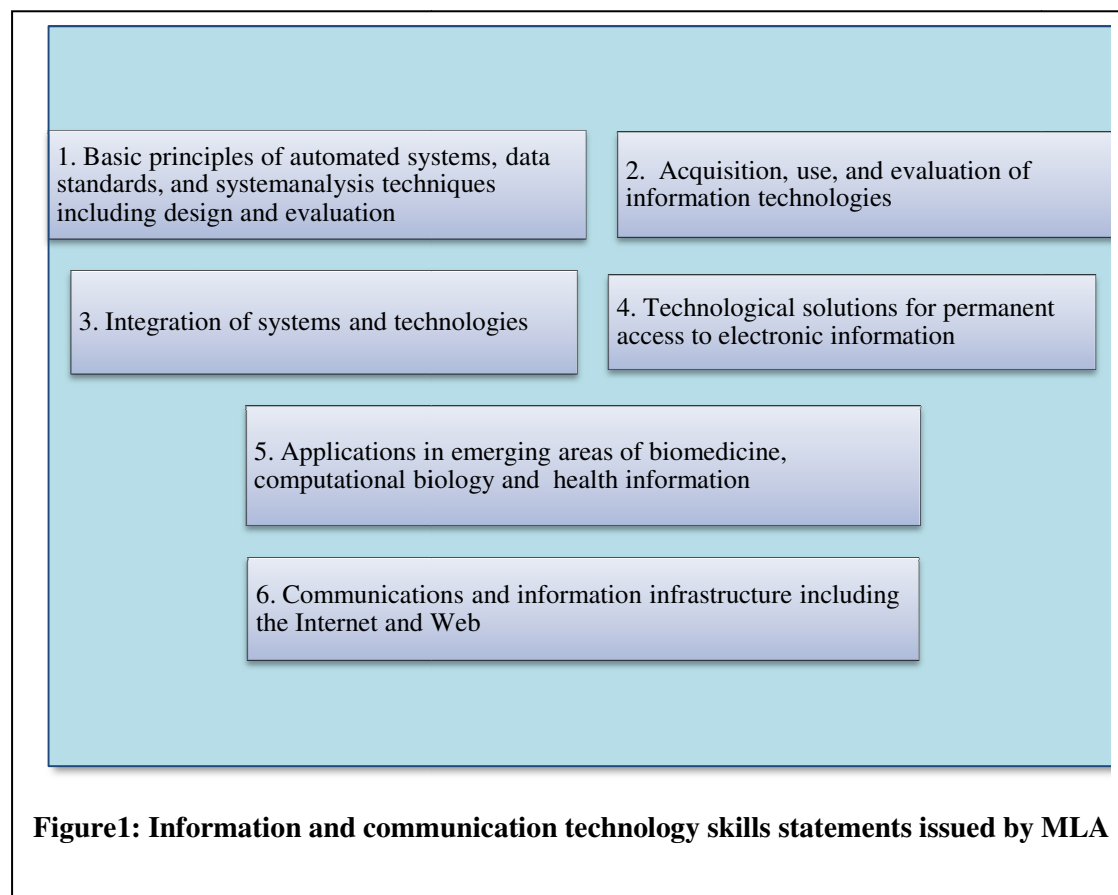 1. Basic principles of automated systems, data
standards, and systemanalysis techniques
including design and evaluation
2. Acquisition, use, and evaluation of
information technologies
3. Integration of systems and technologies
4. Technological solutions for permanent
access to electronic information
5. Applications in emerging areas of biomedicine,
computational biology and health information
6. Communications and information infrastructure including
the Internet and Web
Figure1: Information and communication technology skills statements issued by MLA